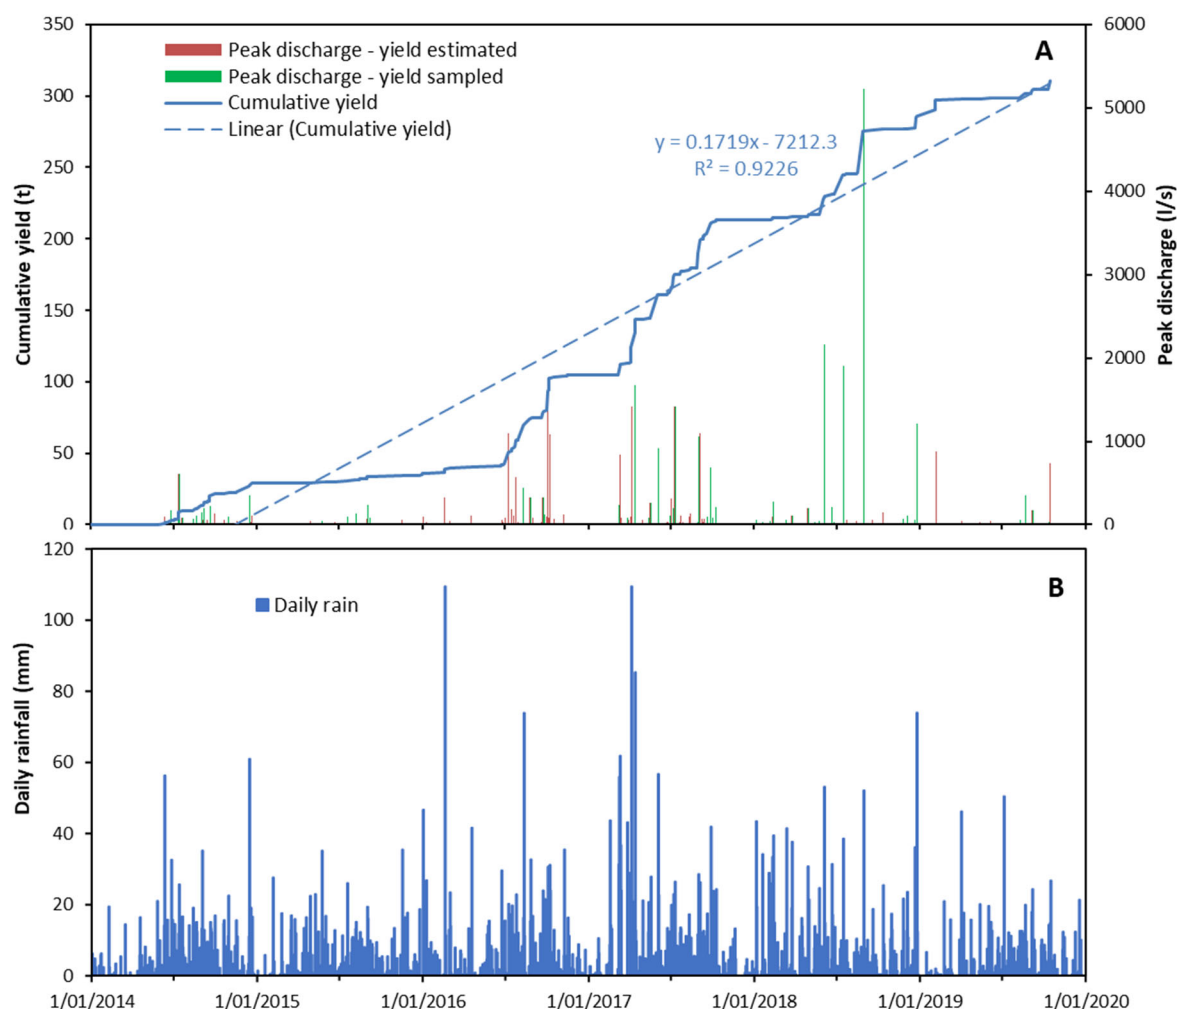 350
300
250
200
150
100
50
0
Cumulative yield (t)
Peak discharge - yield estimated
Peak discharge - yield sampled
Cumulative yield
Linear (Cumulative yield)
y = 0.1719x - 7212.3
R² = 0.9226
A
6000
5000
4000
3000
2000
1000
0
Peak discharge (l/s)
120
100
80
60
40
20
0
Daily rainfall (mm)
Daily rain
B
1/01/2014 1/01/2015 1/01/2016 1/01/2017 1/01/2018 1/01/2019 1/01/2020